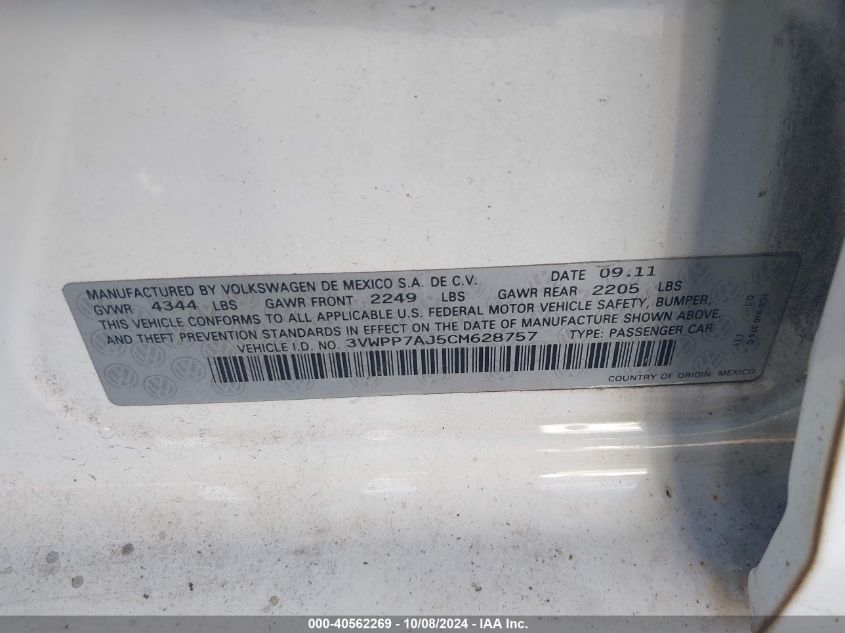 MANUFACTURED BY VOLKSWAGEN DE MEXICO S.A. DE C.V. DATE 09.11
GVWR 4344 LBS GAWR FRONT 2249 LBS GAWR REAR 2205 LBS
THIS VEHICLE CONFORMS TO ALL APPLICABLE U.S. FEDERAL MOTOR VEHICLE SAFETY, BUMPER,
AND THEFT PREVENTION STANDARDS IN EFFECT ON THE DATE OF MANUFACTURE SHOWN ABOVE.
VEHICLE I.D. NO. 3VWPP7AJ5CM628757 TYPE: PASSENGER CAR
COUNTRY OF ORIGIN MEXICO
000-40562269 - 10/08/2024 - IAA Inc.